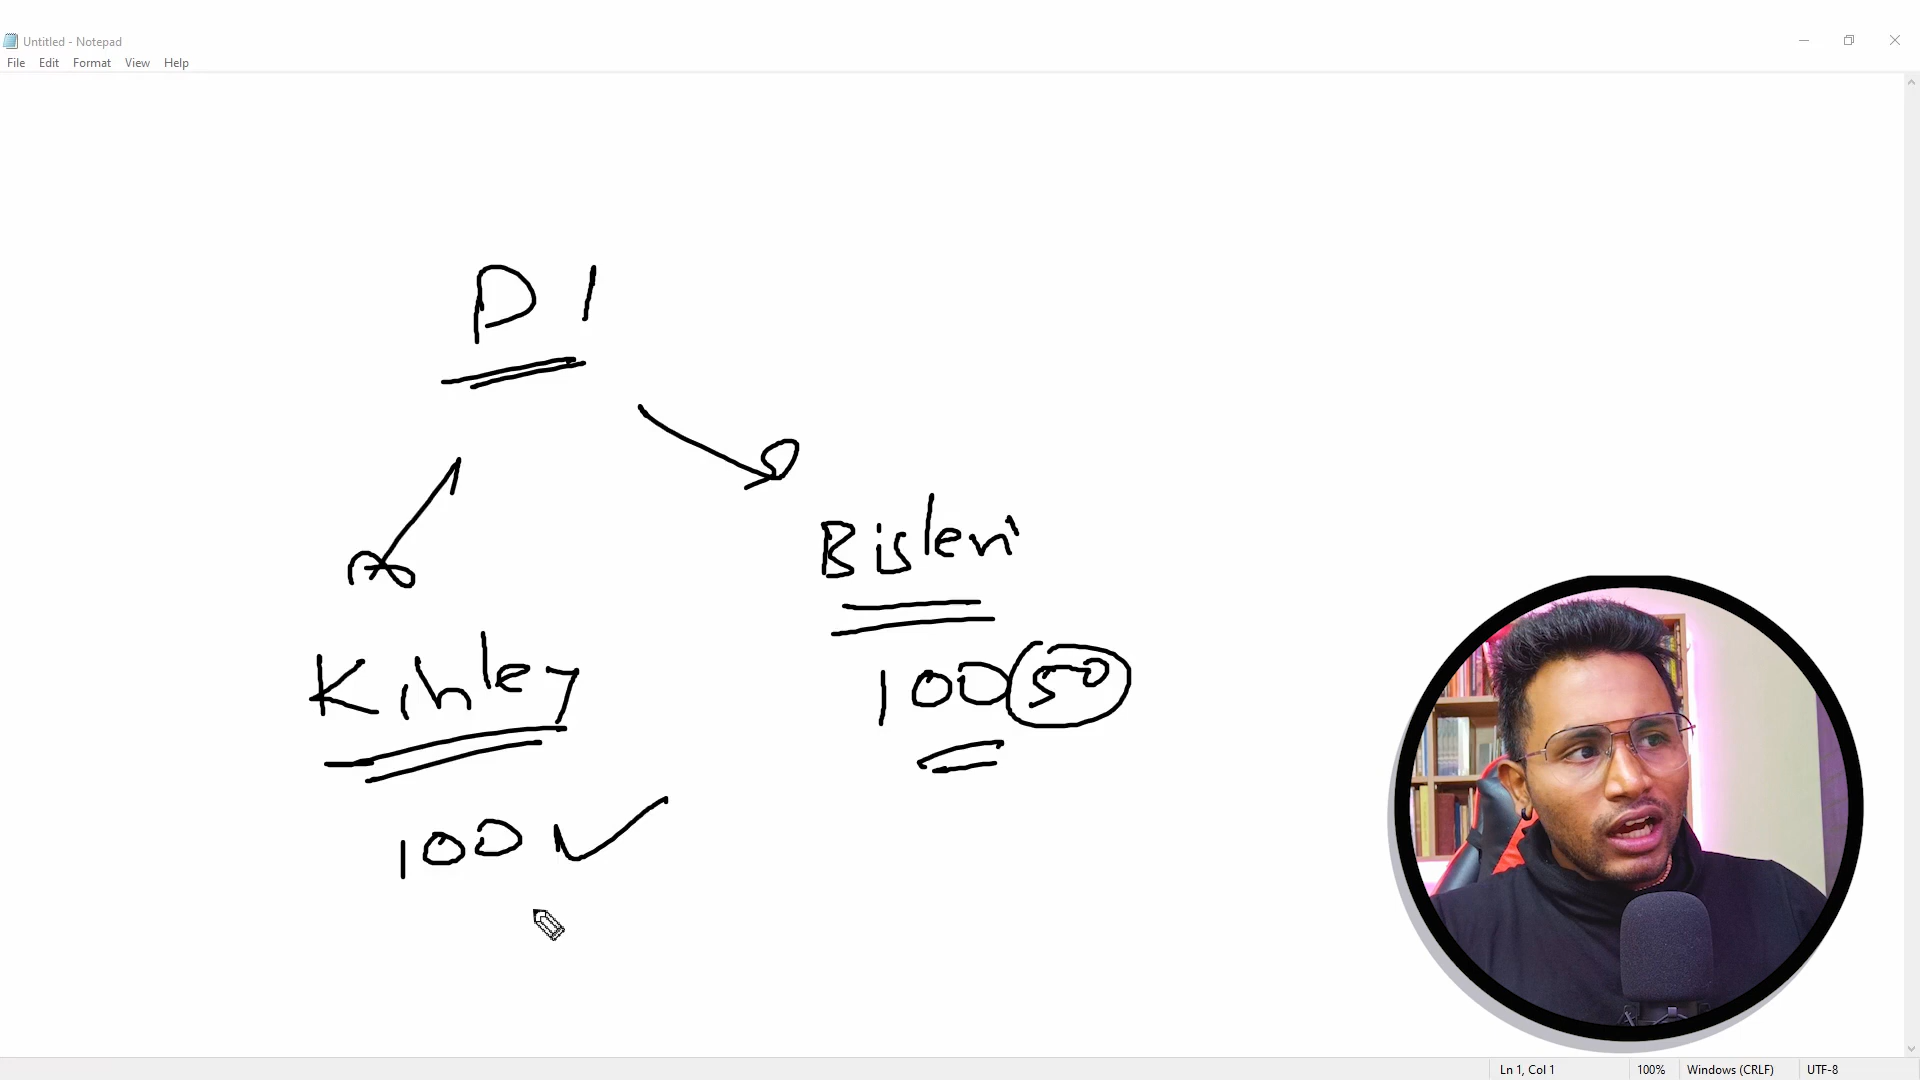 Untitled - Notepad
File Edit Format View Help
D 1
Bisleri
Kinley
100 50
100
Ln 1, Col 1 100% Windows (CRLF) UTF-8